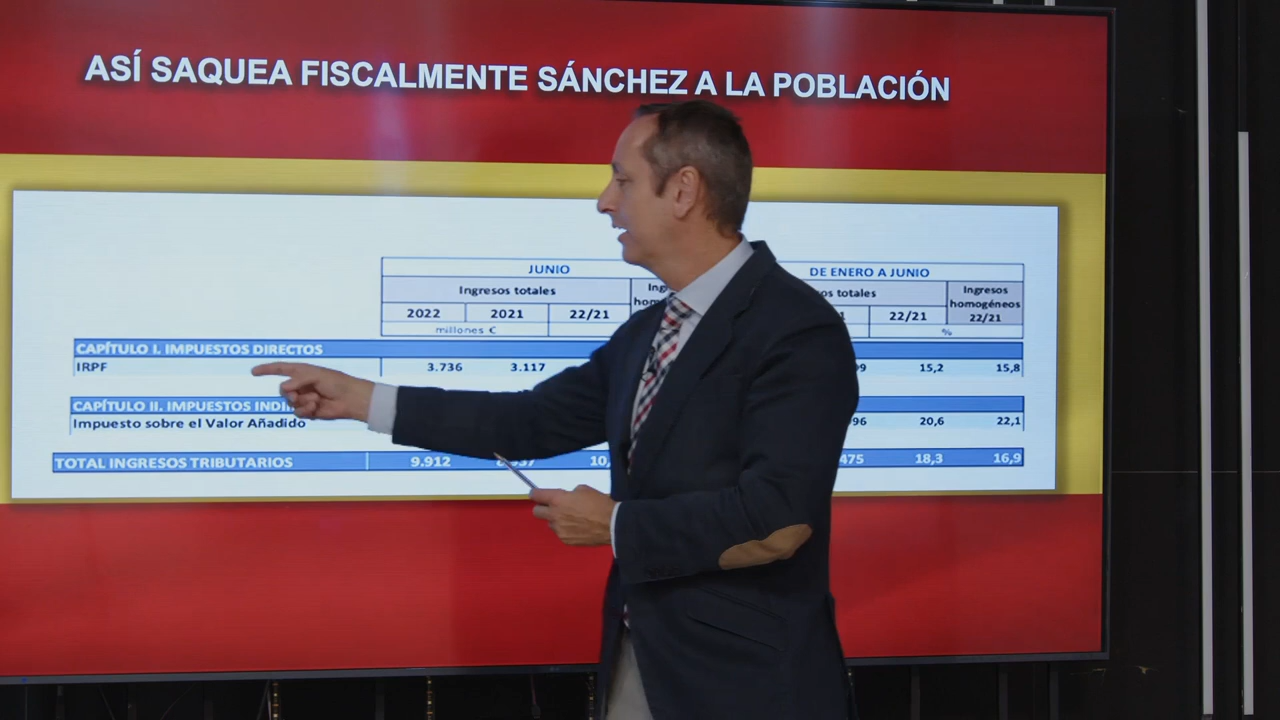 ASÍ SAQUEA FISCALMENTE SÁNCHEZ A LA POBLACIÓN
JUNIO DE ENERO A JUNIO
Ingresos totales Ingresos
homogéneos
2022 2021 22/21 22/21 22/21
millones € %
CAPÍTULO I. IMPUESTOS DIRECTOS
IRPF 3.736 3.117 15,2 15,8
CAPÍTULO II. IMPUESTOS
Impuesto sobre el Valor Añadido 20,6 22,1
TOTAL INGRESOS TRIBUTARIOS 9.912 18,3 16,9